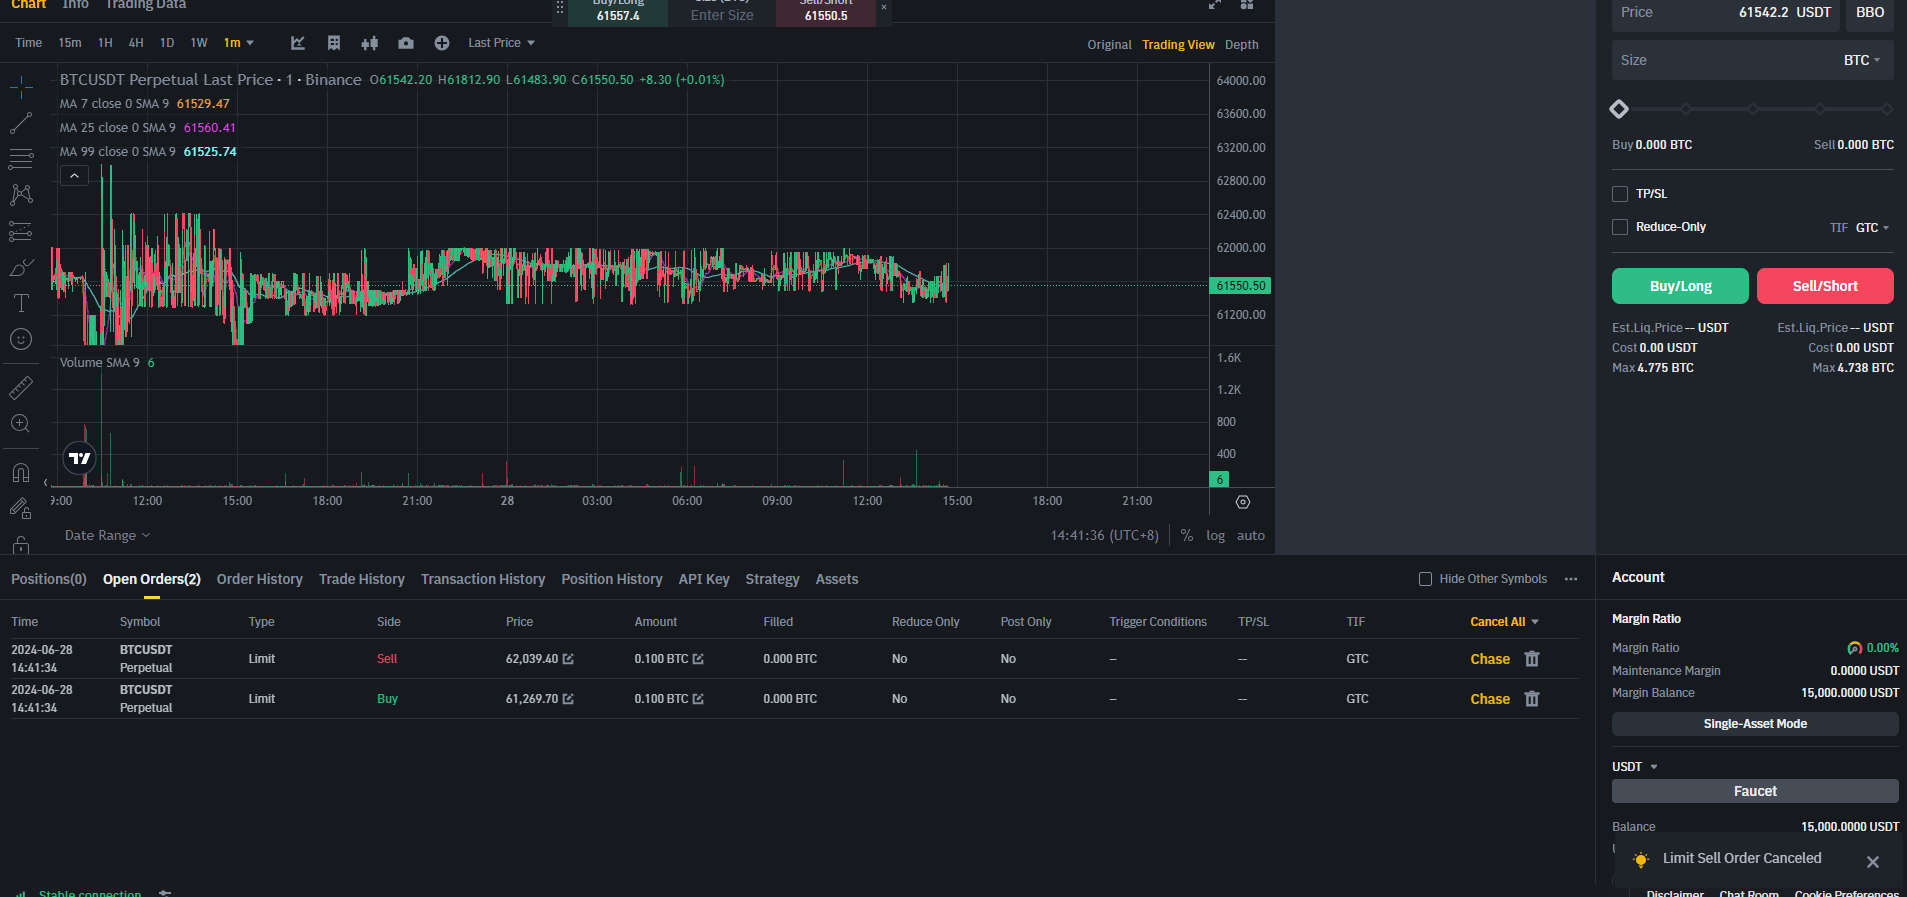 Chart Info Trading Data
Buy/Long
61557.4
Enter Size
Sell/Short
61550.5
Time 15m 1H 4H 1D 1W 1m
Last Price
Original Trading View Depth
BTCUSDT Perpetual Last Price · 1 · Binance O61542.20 H61812.90 L61483.90 C61550.50 +8.30 (+0.01%)
MA 7 close 0 SMA 9 61529.47
MA 25 close 0 SMA 9 61560.41
MA 99 close 0 SMA 9 61525.74
64000.00
63600.00
63200.00
62800.00
62400.00
62000.00
61550.50
61200.00
Volume SMA 9 6
1.6K
1.2K
800
400
6
9:00 12:00 15:00 18:00 21:00 28 03:00 06:00 09:00 12:00 15:00 18:00 21:00
Date Range
14:41:36 (UTC+8) % log auto
Price 61542.2 USDT BBO
Size BTC
Buy 0.000 BTC Sell 0.000 BTC
TP/SL
Reduce-Only TIF GTC
Buy/Long Sell/Short
Est.Liq.Price -- USDT Est.Liq.Price -- USDT
Cost 0.00 USDT Cost 0.00 USDT
Max 4.775 BTC Max 4.738 BTC
Positions(0) Open Orders(2) Order History Trade History Transaction History Position History API Key Strategy Assets
Hide Other Symbols
Time Symbol Type Side Price Amount Filled Reduce Only Post Only Trigger Conditions TP/SL TIF Cancel All
2024-06-28 14:41:34 BTCUSDT Perpetual Limit Sell 62,039.40 0.100 BTC 0.000 BTC No No – -- GTC Chase
2024-06-28 14:41:34 BTCUSDT Perpetual Limit Buy 61,269.70 0.100 BTC 0.000 BTC No No – -- GTC Chase
Account
Margin Ratio
Margin Ratio 0.00%
Maintenance Margin 0.0000 USDT
Margin Balance 15,000.0000 USDT
Single-Asset Mode
USDT
Faucet
Balance 15,000.0000 USDT
Limit Sell Order Canceled
Stable connection
Disclaimer Chat Room Cookie Preferences